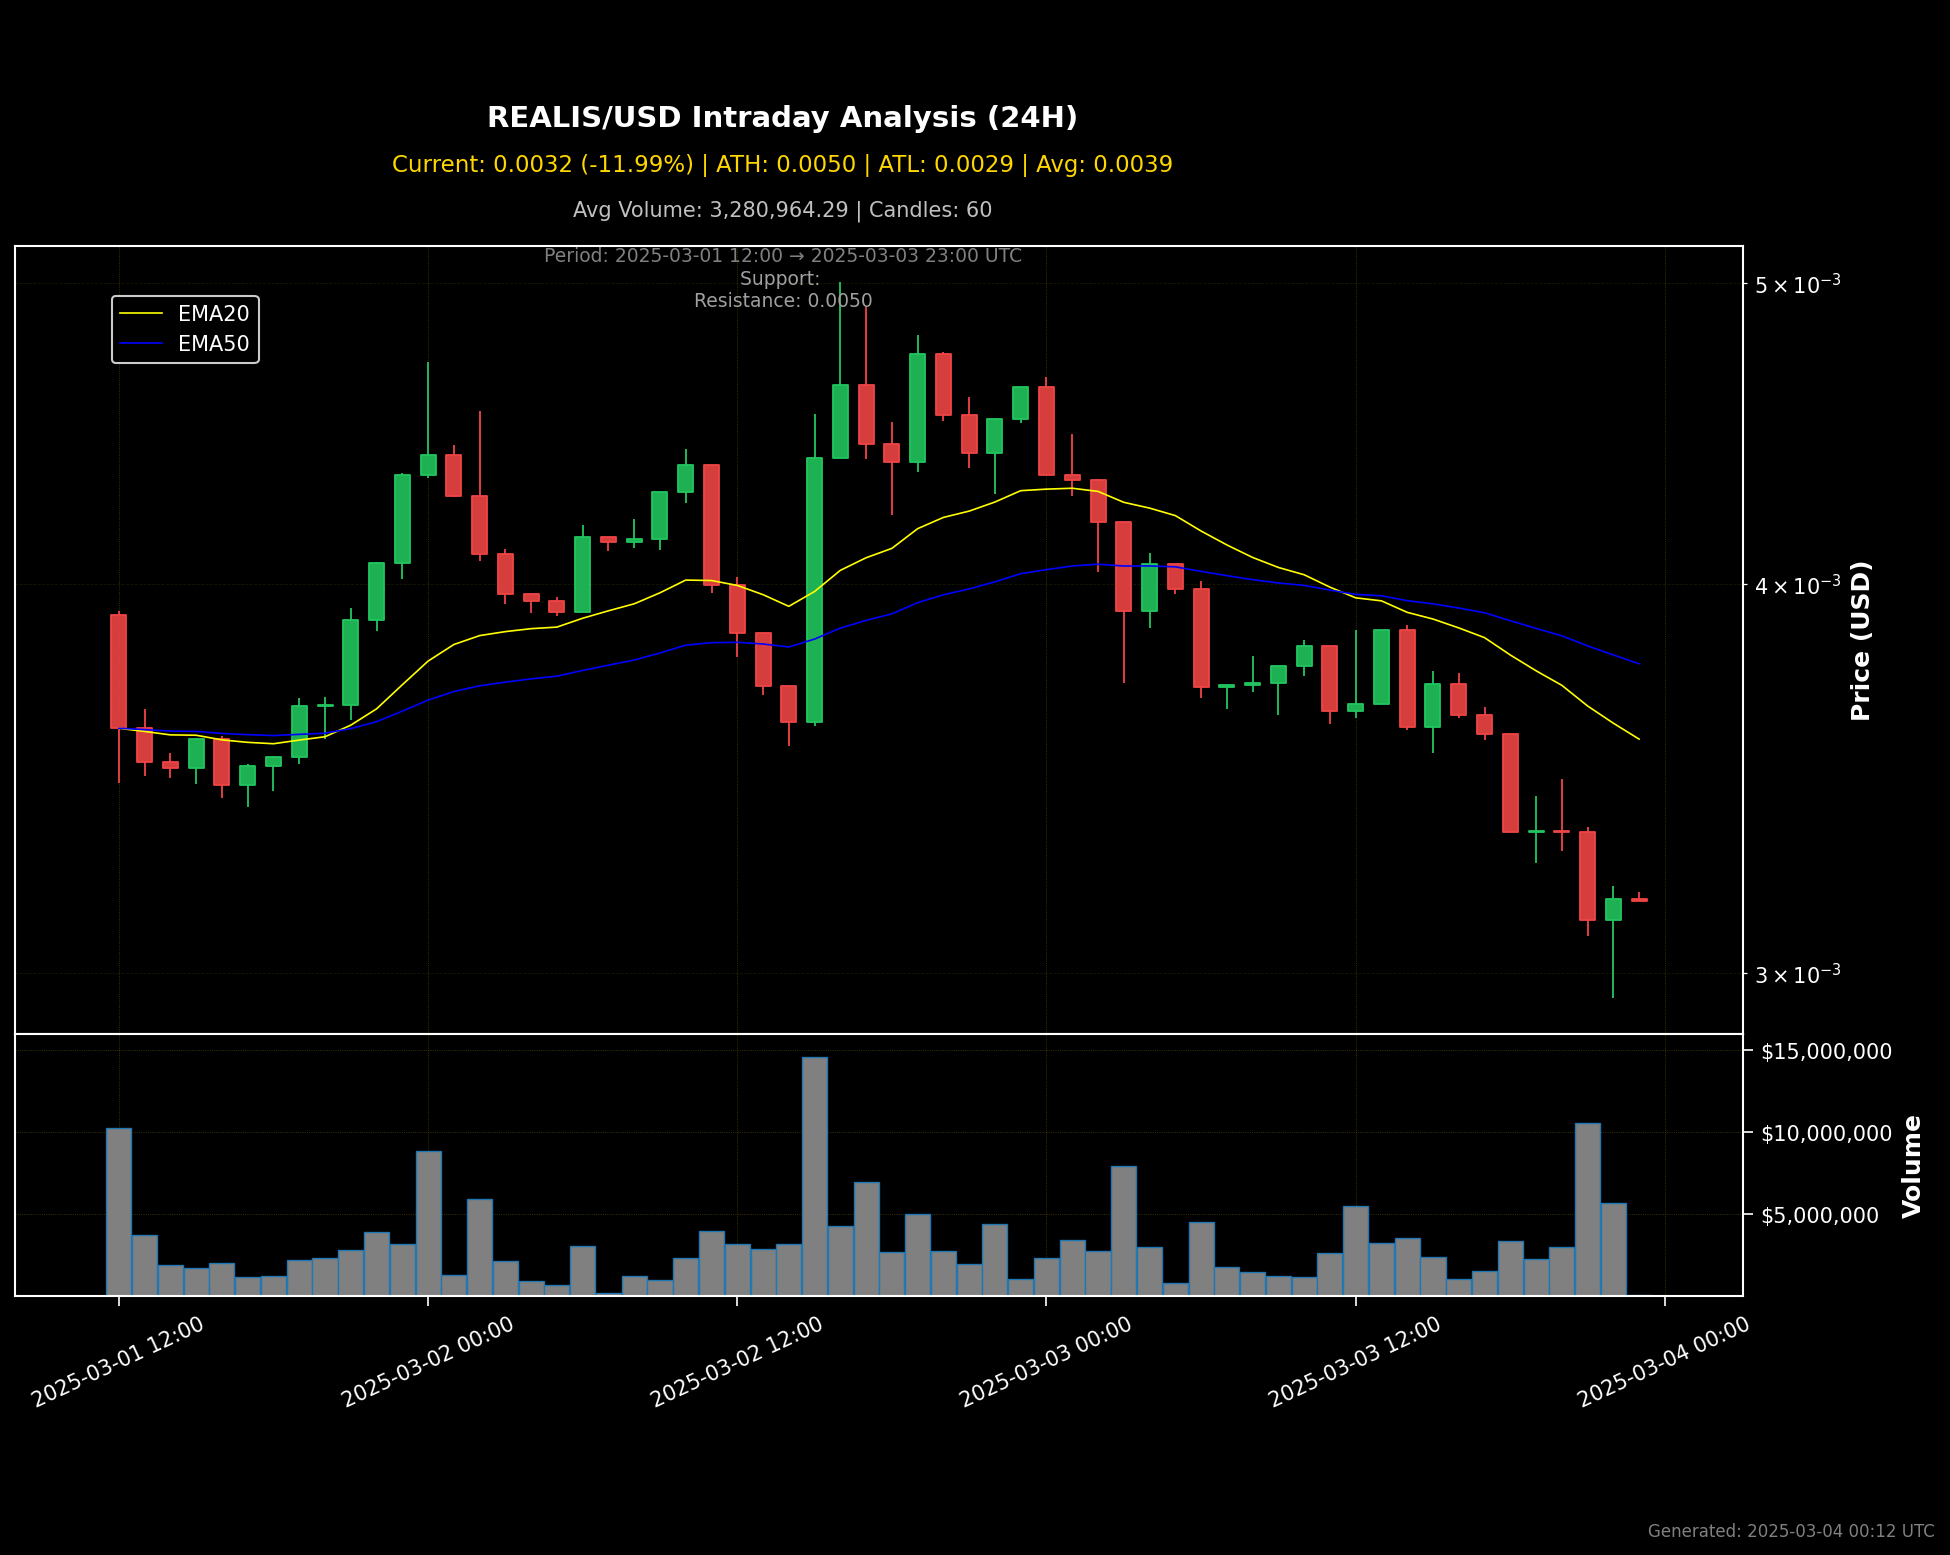 REALIS/USD Intraday Analysis (24H)
Current: 0.0032 (-11.99%) | ATH: 0.0050 | ATL: 0.0029 | Avg: 0.0039
Avg Volume: 3,280,964.29 | Candles: 60
Period: 2025-03-01 12:00 → 2025-03-03 23:00 UTC
Support:
Resistance: 0.0050
EMA20
EMA50
5 × 10⁻³
4 × 10⁻³
3 × 10⁻³
Price (USD)
$15,000,000
$10,000,000
$5,000,000
Volume
2025-03-01 12:00
2025-03-02 00:00
2025-03-02 12:00
2025-03-03 00:00
2025-03-03 12:00
2025-03-04 00:00
Generated: 2025-03-04 00:12 UTC